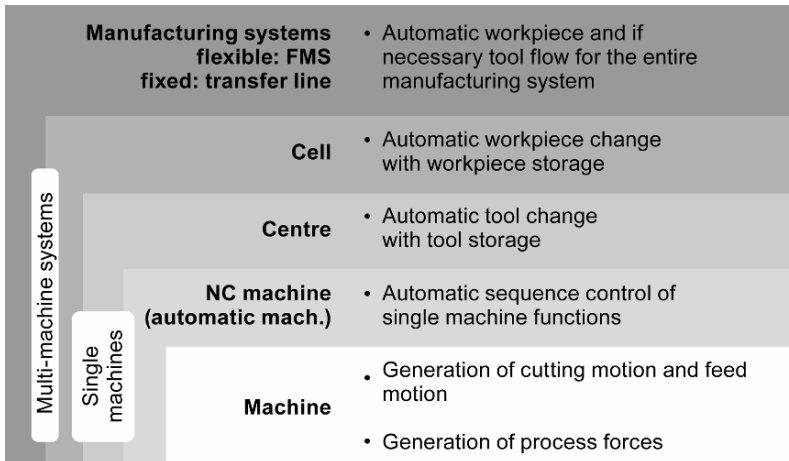 Manufacturing systems
flexible: FMS
fixed: transfer line
• Automatic workpiece and if
necessary tool flow for the entire
manufacturing system
Cell
• Automatic workpiece change
with workpiece storage
Centre
• Automatic tool change
with tool storage
NC machine
(automatic mach.)
• Automatic sequence control of
single machine functions
Machine
• Generation of cutting motion and feed
motion
• Generation of process forces
Multi-machine systems
Single
machines